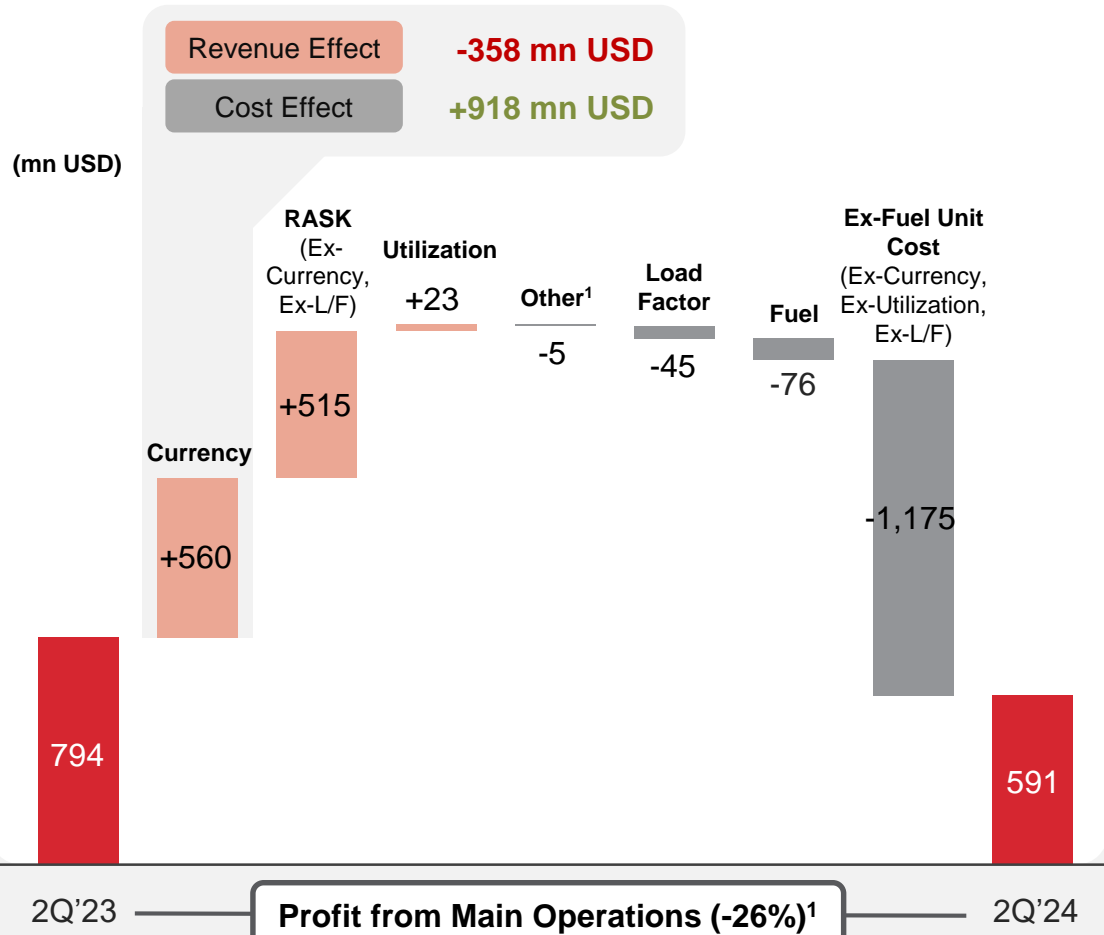 Revenue Effect -358 mn USD
Cost Effect +918 mn USD
(mn USD)
794
Currency
+560
RASK
(Ex-
Currency,
Ex-L/F)
+515
Utilization
+23
Other¹
-5
Load
Factor
-45
Fuel
-76
Ex-Fuel Unit
Cost
(Ex-Currency,
Ex-Utilization,
Ex-L/F)
-1,175
591
2Q’23
Profit from Main Operations (-26%)¹
2Q’24